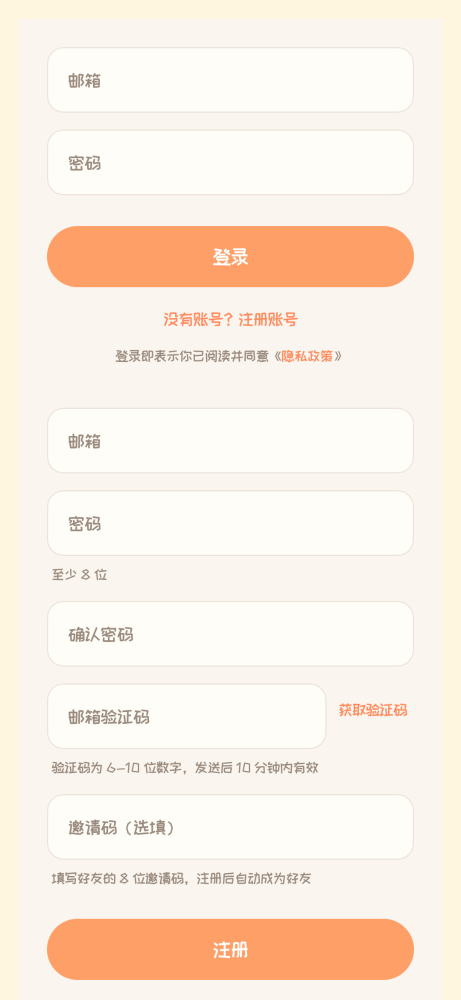 邮箱
密码
登录
没有账号？注册账号
登录即表示你已阅读并同意《隐私政策》
邮箱
密码
至少 8 位
确认密码
邮箱验证码
获取验证码
验证码为 6-10 位数字，发送后 10 分钟内有效
邀请码（选填）
填写好友的 8 位邀请码，注册后自动成为好友
注册